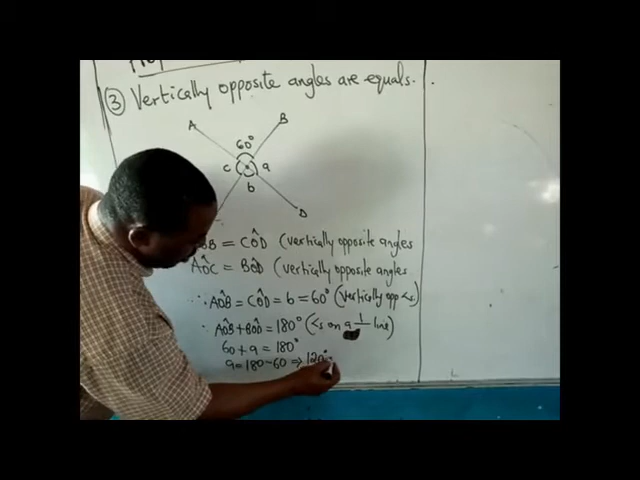 ③ Vertically opposite angles are equals.
A
B
60°
c
a
b
D
= CÔD (vertically opposite angles
AÔC = BÔD (vertically opposite angles
∴ AÔB = CÔD = b = 60° (vertically opp <s)
∴ AÔB + BÔD = 180° (<s on a line)
60 + a = 180°
a = 180 - 60 ⇒ 120°